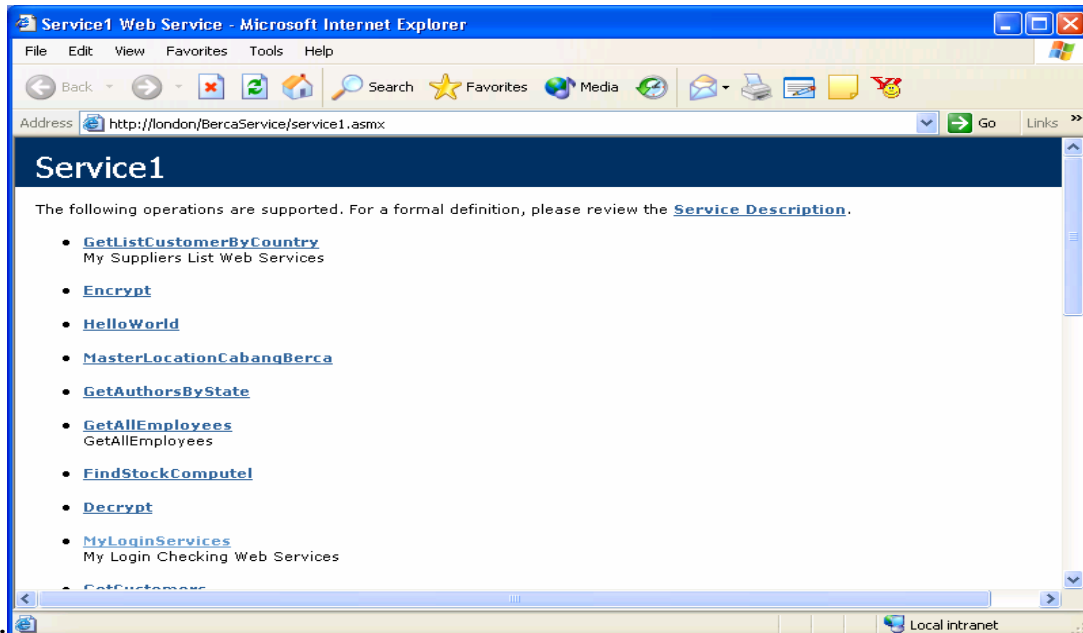 Service1 Web Service - Microsoft Internet Explorer
File Edit View Favorites Tools Help
Back Search Favorites Media
Address http://london/BercaService/service1.asmx Go Links »
Service1
The following operations are supported. For a formal definition, please review the Service Description.
• GetListCustomerByCountry
My Suppliers List Web Services
• Encrypt
• HelloWorld
• MasterLocationCabangBerca
• GetAuthorsByState
• GetAllEmployees
GetAllEmployees
• FindStockComputel
• Decrypt
• MyLoginServices
My Login Checking Web Services
• GetCustomers
Local intranet